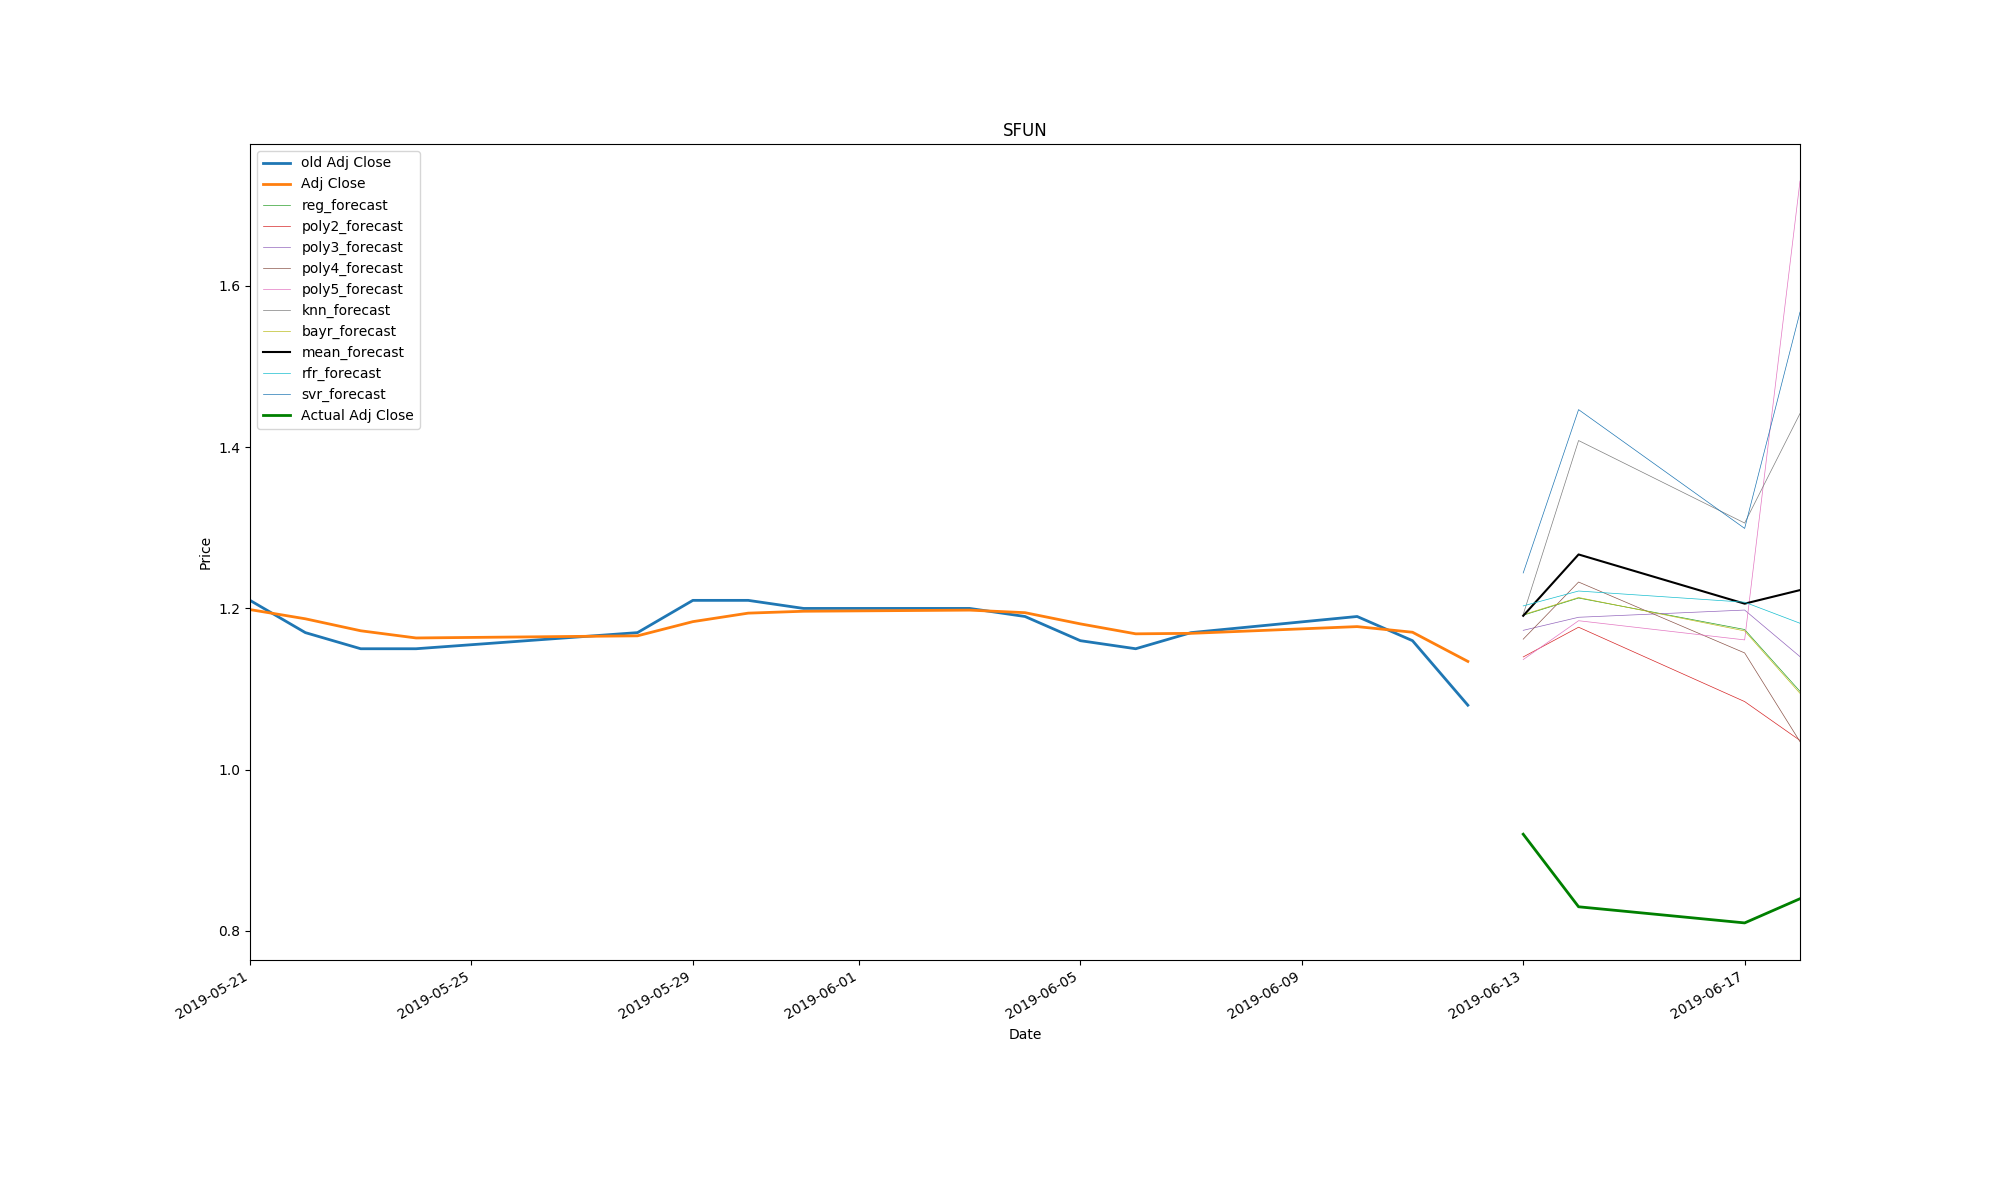 SFUN
old Adj Close
Adj Close
reg_forecast
poly2_forecast
poly3_forecast
poly4_forecast
poly5_forecast
knn_forecast
bayr_forecast
mean_forecast
rfr_forecast
svr_forecast
Actual Adj Close
1.6
1.4
1.2
1.0
0.8
Price
2019-05-21
2019-05-25
2019-05-29
2019-06-01
2019-06-05
2019-06-09
2019-06-13
2019-06-17
Date